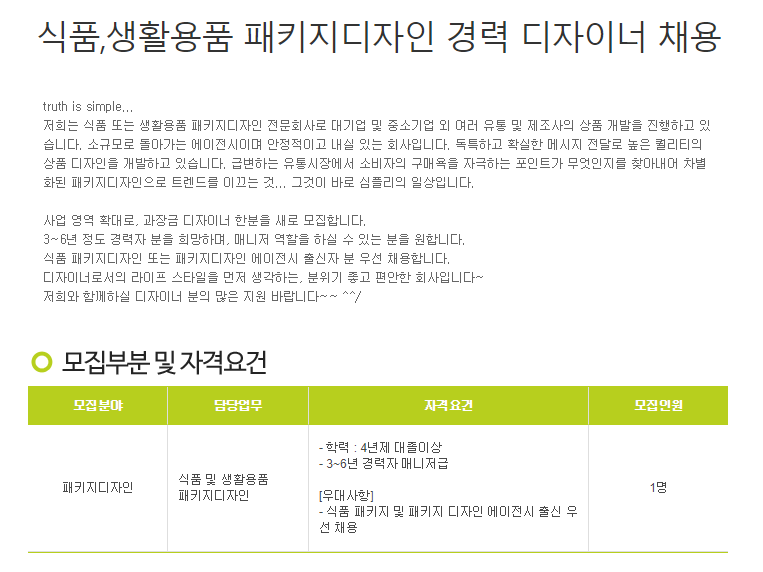 식품,생활용품 패키지디자인 경력 디자이너 채용
truth is simple...
저희는 식품 또는 생활용품 패키지디자인 전문회사로 대기업 및 중소기업 외 여러 유통 및 제조사의 상품 개발을 진행하고 있
습니다. 소규모로 돌아가는 에이전시이며 안정적이고 내실 있는 회사입니다. 독특하고 확실한 메시지 전달로 높은 퀄리티의
상품 디자인을 개발하고 있습니다. 급변하는 유통시장에서 소비자의 구매욕을 자극하는 포인트가 무엇인지를 찾아내어 차별
화된 패키지디자인으로 트렌드를 이끄는 것... 그것이 바로 심플리의 일상입니다.
사업 영역 확대로, 과장급 디자이너 한분을 새로 모집합니다.
3~6년 정도 경력자 분을 희망하며, 매니저 역할을 하실 수 있는 분을 원합니다.
식품 패키지디자인 또는 패키지디자인 에이전시 출신자 분 우선 채용합니다.
디자이너로서의 라이프 스타일을 먼저 생각하는, 분위기 좋고 편안한 회사입니다~
저희와 함께하실 디자이너 분의 많은 지원 바랍니다~~ ^^/
모집부분 및 자격요건
모집분야 담당업무 자격요건 모집인원
패키지디자인
식품 및 생활용품
패키지디자인
- 학력 : 4년제 대졸이상
- 3~6년 경력자 매니저급
[우대사항]
- 식품 패키지 및 패키지 디자인 에이전시 출신 우
선 채용
1명